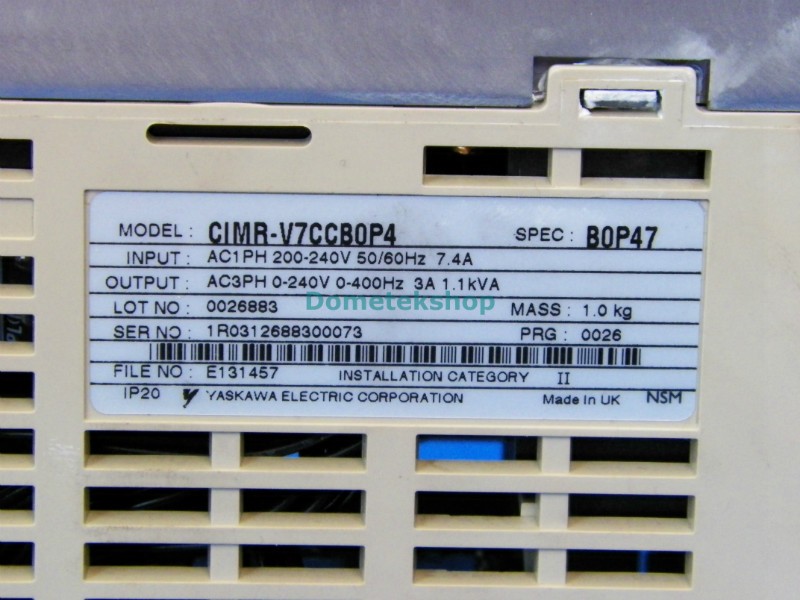 MODEL : CIMR-V7CCB0P4 SPEC : B0P47
INPUT : AC1PH 200-240V 50/60Hz 7.4A
OUTPUT : AC3PH 0-240V 0-400Hz 3A 1.1kVA
Dometekshop
LOT NO : 0026883 MASS : 1.0 kg
SER NO : 1R0312688300073 PRG : 0026
FILE NO : E131457 INSTALLATION CATEGORY II
IP20 YASKAWA ELECTRIC CORPORATION Made In UK NSM